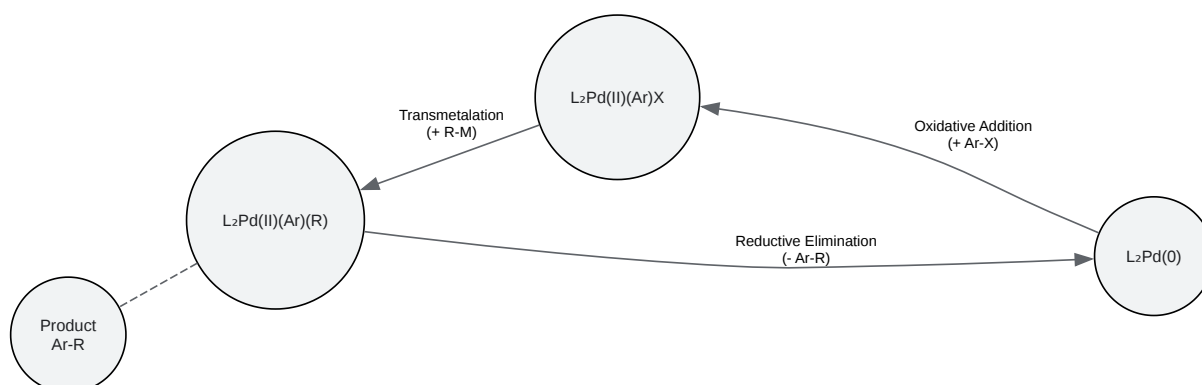 L₂Pd(II)(Ar)X
Transmetalation
(+ R-M)
Oxidative Addition
(+ Ar-X)
L₂Pd(II)(Ar)(R)
Reductive Elimination
(- Ar-R)
L₂Pd(0)
Product
Ar-R